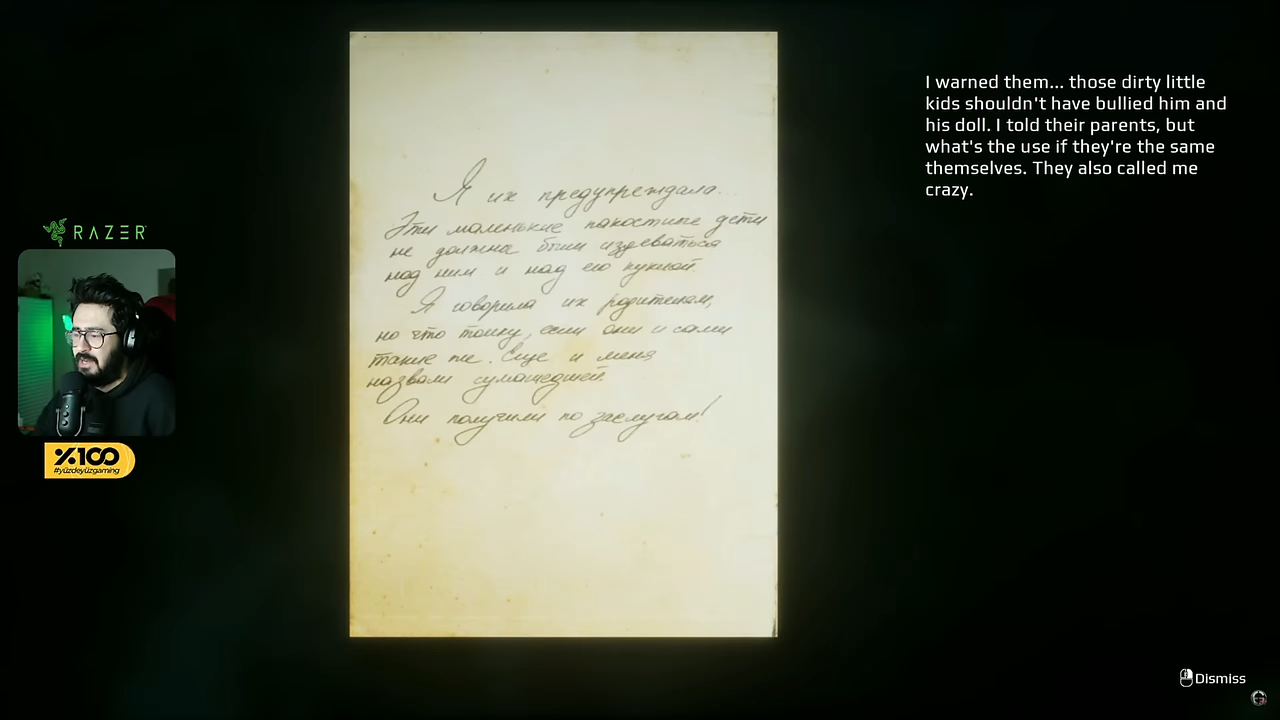 I warned them... those dirty little
kids shouldn't have bullied him and
his doll. I told their parents, but
what's the use if they're the same
themselves. They also called me
crazy.
Я их предупреждала...
Эти маленькие пакостные дети
не должны были издеваться
над ним и над его куклой.
Я говорила их родителям,
но что толку, если они и сами
такие же. Еще и меня
назвали сумасшедшей.
Они получили по заслугам!
RAZER
%100
#yüzdeyüzgaming
Dismiss